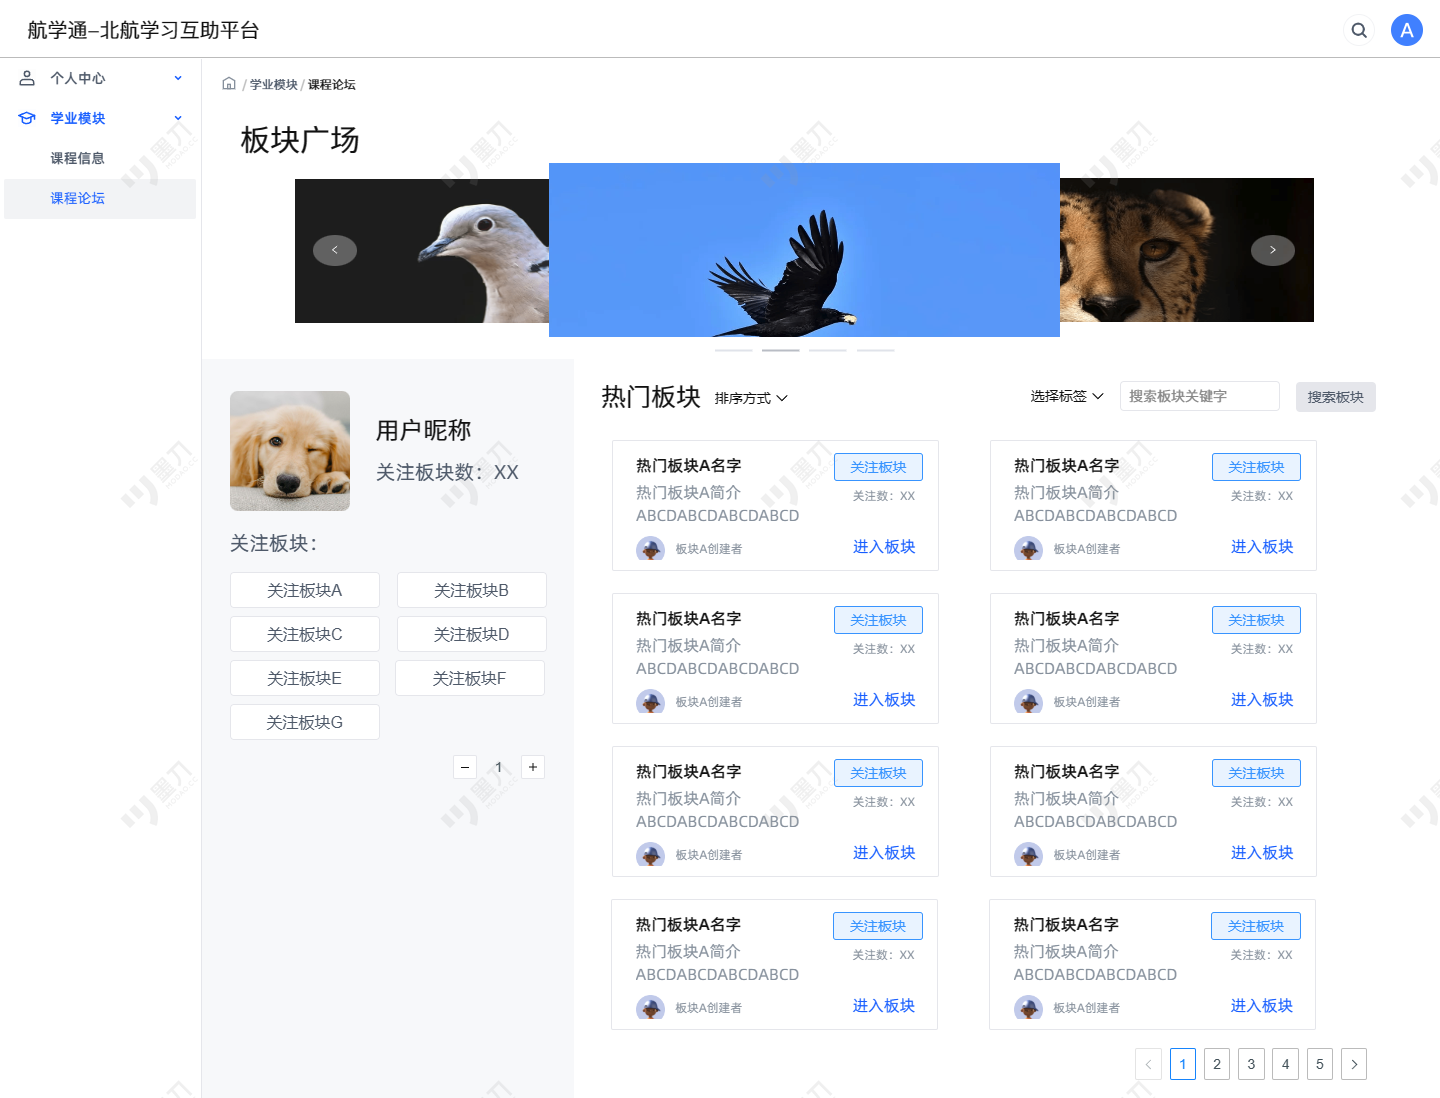 航学通–北航学习互助平台
A
个人中心
学业模块
课程信息
课程论坛
/ 学业模块 / 课程论坛
板块广场
用户昵称
关注板块数：XX
关注板块：
关注板块A
关注板块B
关注板块C
关注板块D
关注板块E
关注板块F
关注板块G
− 1 +
热门板块 排序方式
选择标签
搜索板块关键字
搜索板块
热门板块A名字
关注板块
热门板块A简介
关注数：XX
ABCDABCDABCDABCD
板块A创建者
进入板块
热门板块A名字
关注板块
热门板块A简介
关注数：XX
ABCDABCDABCDABCD
板块A创建者
进入板块
热门板块A名字
关注板块
热门板块A简介
关注数：XX
ABCDABCDABCDABCD
板块A创建者
进入板块
热门板块A名字
关注板块
热门板块A简介
关注数：XX
ABCDABCDABCDABCD
板块A创建者
进入板块
热门板块A名字
关注板块
热门板块A简介
关注数：XX
ABCDABCDABCDABCD
板块A创建者
进入板块
热门板块A名字
关注板块
热门板块A简介
关注数：XX
ABCDABCDABCDABCD
板块A创建者
进入板块
热门板块A名字
关注板块
热门板块A简介
关注数：XX
ABCDABCDABCDABCD
板块A创建者
进入板块
热门板块A名字
关注板块
热门板块A简介
关注数：XX
ABCDABCDABCDABCD
板块A创建者
进入板块
< 1 2 3 4 5 >
墨刀
MODAO.CC